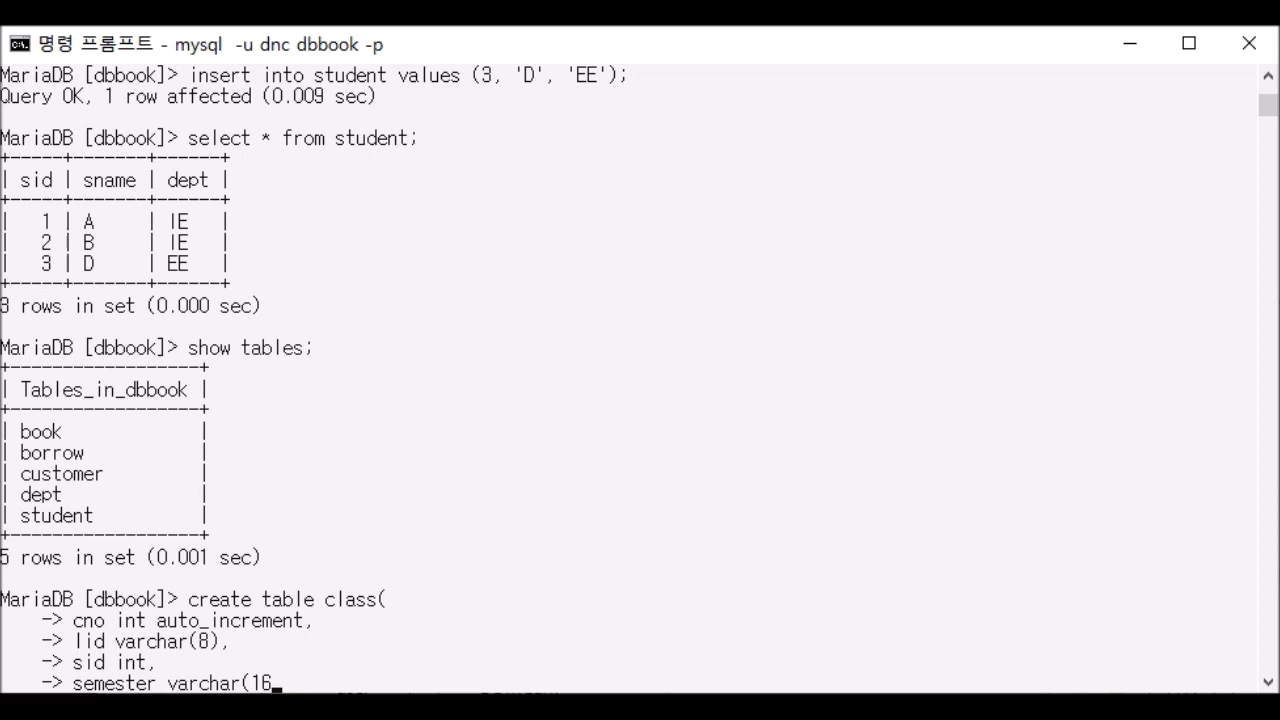 명령 프롬프트 - mysql  -u dnc dbbook -p
MariaDB [dbbook]> insert into student values (3, 'D', 'EE');
Query OK, 1 row affected (0.009 sec)
MariaDB [dbbook]> select * from student;
+-----+-------+------+
| sid | sname | dept |
+-----+-------+------+
|   1 | A     | IE   |
|   2 | B     | IE   |
|   3 | D     | EE   |
+-----+-------+------+
3 rows in set (0.000 sec)
MariaDB [dbbook]> show tables;
+------------------+
| Tables_in_dbbook |
+------------------+
| book             |
| borrow           |
| customer         |
| dept             |
| student          |
+------------------+
5 rows in set (0.001 sec)
MariaDB [dbbook]> create table class(
    -> cno int auto_increment,
    -> lid varchar(8),
    -> sid int,
    -> semester varchar(16